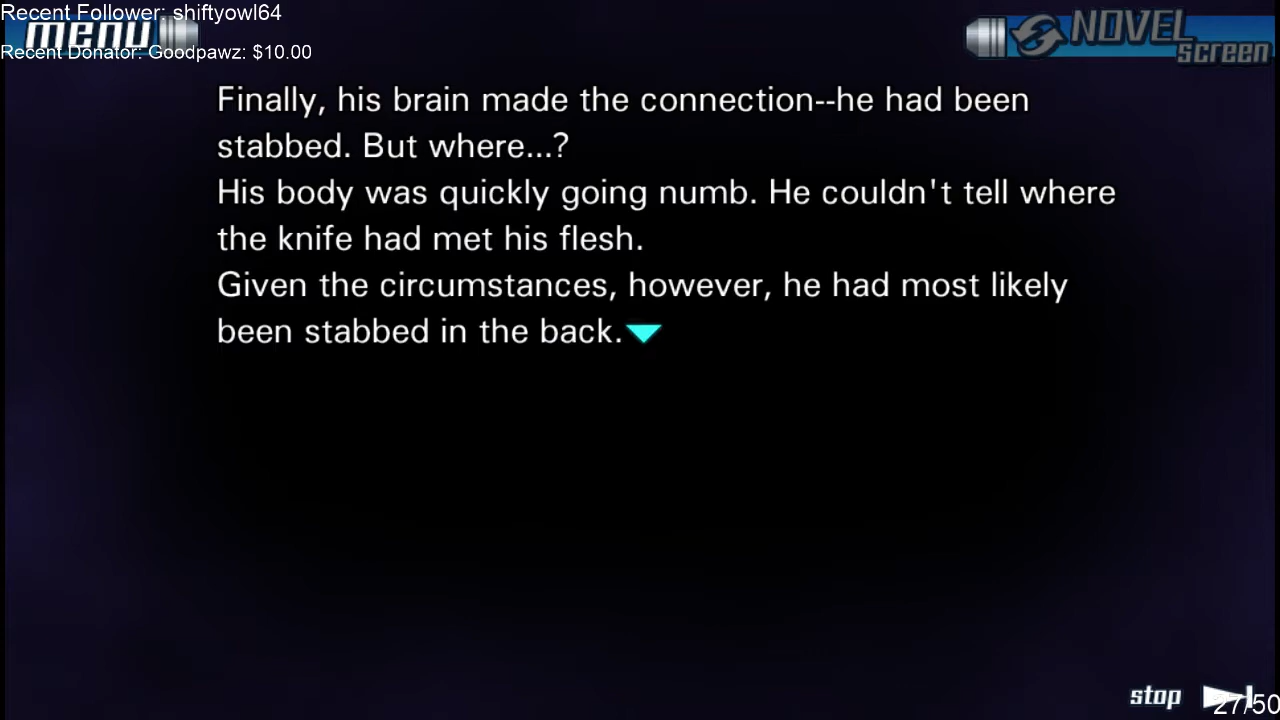 Recent Follower: shiftyowl64
menu
Recent Donator: Goodpawz: $10.00
NOVEL
screen
Finally, his brain made the connection--he had been
stabbed. But where...?
His body was quickly going numb. He couldn't tell where
the knife had met his flesh.
Given the circumstances, however, he had most likely
been stabbed in the back.
stop
27/50